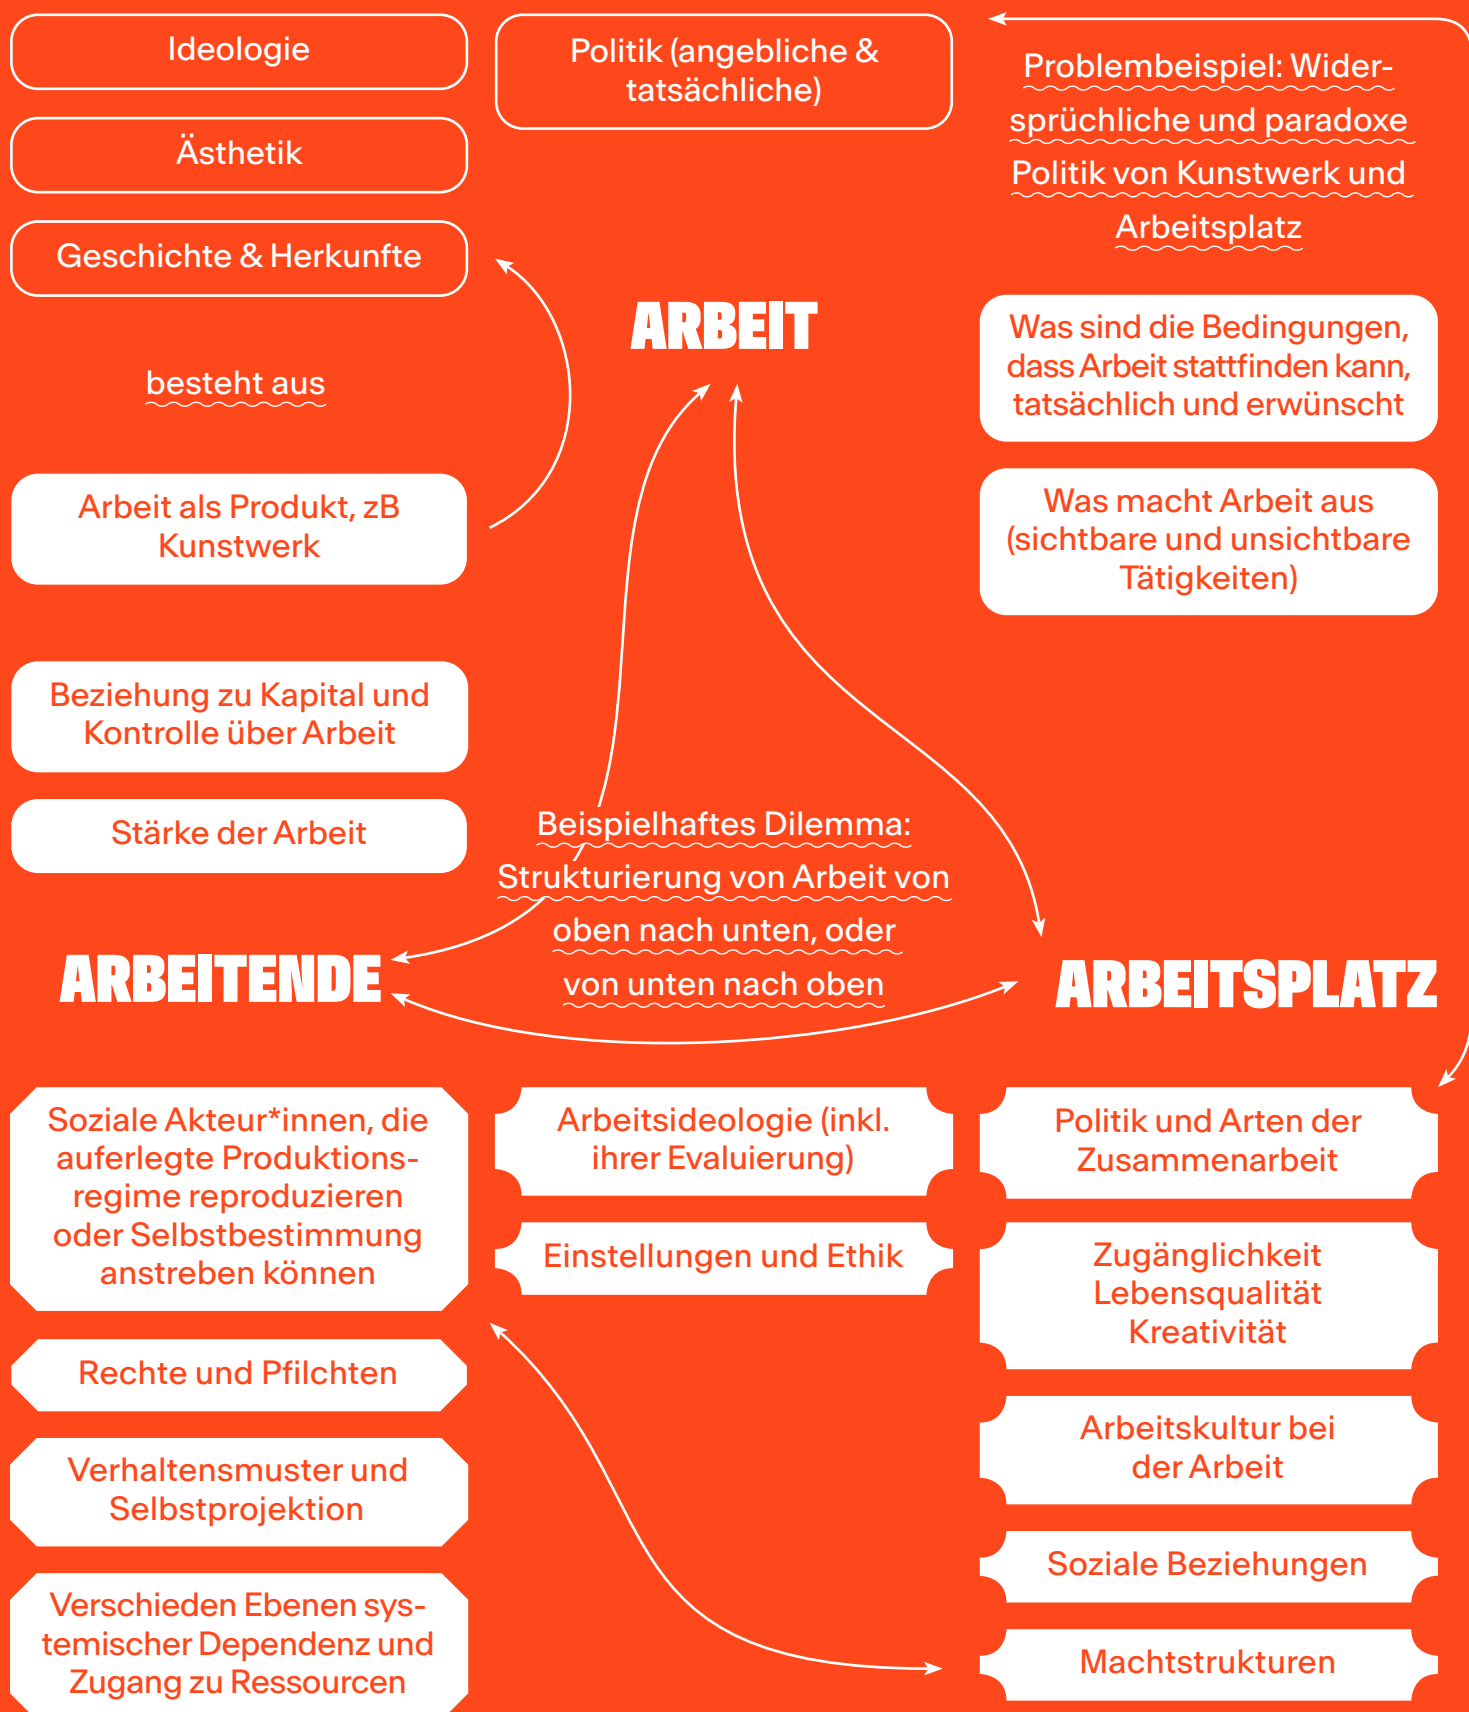 Ideologie
Ästhetik
Geschichte & Herkunfte
besteht aus
Arbeit als Produkt, zB
Kunstwerk
Beziehung zu Kapital und
Kontrolle über Arbeit
Stärke der Arbeit
Politik (angebliche &
tatsächliche)
Problembeispiel: Wider-
sprüchliche und paradoxe
Politik von Kunstwerk und
Arbeitsplatz
ARBEIT
Was sind die Bedingungen,
dass Arbeit stattfinden kann,
tatsächlich und erwünscht
Was macht Arbeit aus
(sichtbare und unsichtbare
Tätigkeiten)
Beispielhaftes Dilemma:
Strukturierung von Arbeit von
oben nach unten, oder
von unten nach oben
ARBEITENDE
ARBEITSPLATZ
Soziale Akteur*innen, die
auferlegte Produktions-
regime reproduzieren
oder Selbstbestimmung
anstreben können
Rechte und Pfilchten
Verhaltensmuster und
Selbstprojektion
Verschieden Ebenen sys-
temischer Dependenz und
Zugang zu Ressourcen
Arbeitsideologie (inkl.
ihrer Evaluierung)
Einstellungen und Ethik
Politik und Arten der
Zusammenarbeit
Zugänglichkeit
Lebensqualität
Kreativität
Arbeitskultur bei
der Arbeit
Soziale Beziehungen
Machtstrukturen